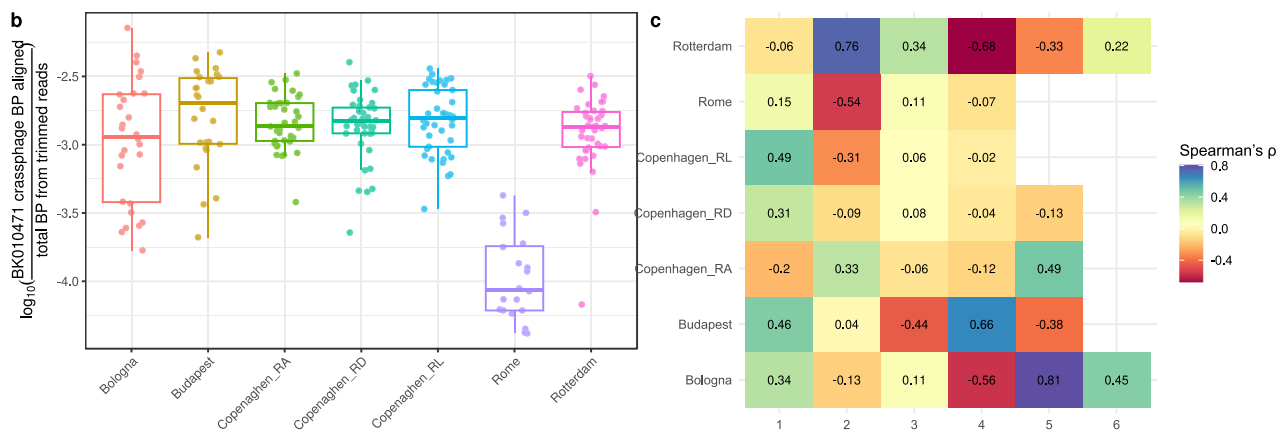 b
log10(BK010471 crassphage BP aligned
total BP from trimmed reads)
-2.5
-3.0
-3.5
-4.0
Bologna
Budapest
Copenaghen_RA
Copenaghen_RD
Copenaghen_RL
Rome
Rotterdam
c
Rotterdam -0.06 0.76 0.34 -0.68 -0.33 0.22
Rome 0.15 -0.54 0.11 -0.07
Copenhagen_RL 0.49 -0.31 0.06 -0.02
Copenhagen_RD 0.31 -0.09 0.08 -0.04 -0.13
Copenhagen_RA -0.2 0.33 -0.06 -0.12 0.49
Budapest 0.46 0.04 -0.44 0.66 -0.38
Bologna 0.34 -0.13 0.11 -0.56 0.81 0.45
1 2 3 4 5 6
Spearman's ρ
0.8
0.4
0.0
-0.4